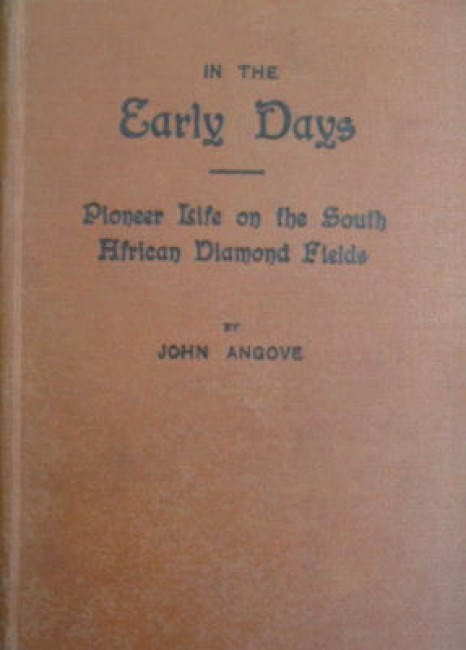 IN THE
Early Days
Pioneer Life on the South
African Diamond Fields
BY
JOHN ANGOVE